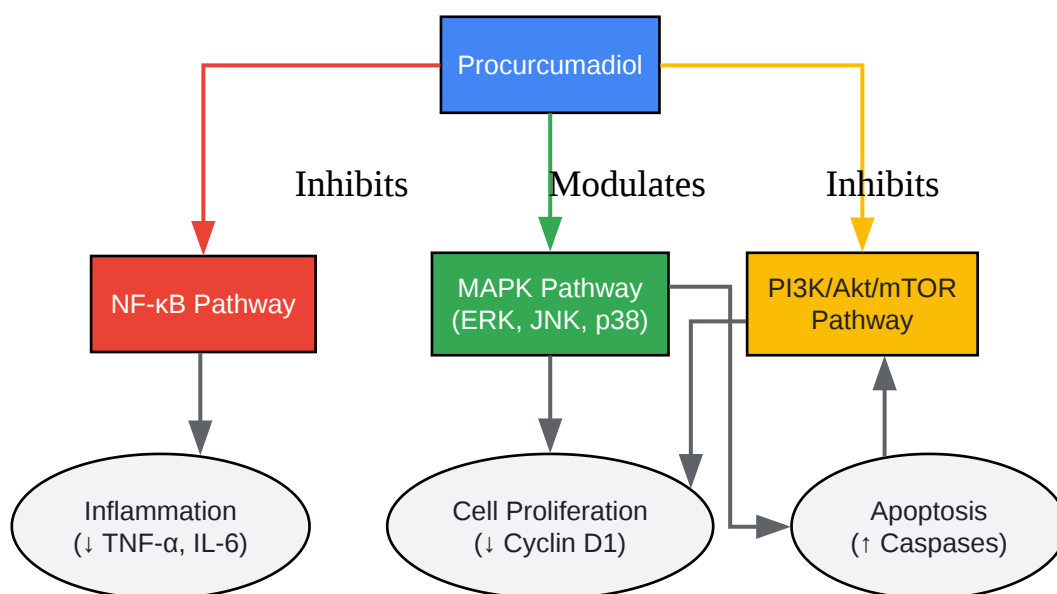 Procurcumadiol
Inhibits
Modulates
Inhibits
NF-κB Pathway
MAPK Pathway
(ERK, JNK, p38)
PI3K/Akt/mTOR
Pathway
Inflammation
(↓ TNF-α, IL-6)
Cell Proliferation
(↓ Cyclin D1)
Apoptosis
(↑ Caspases)